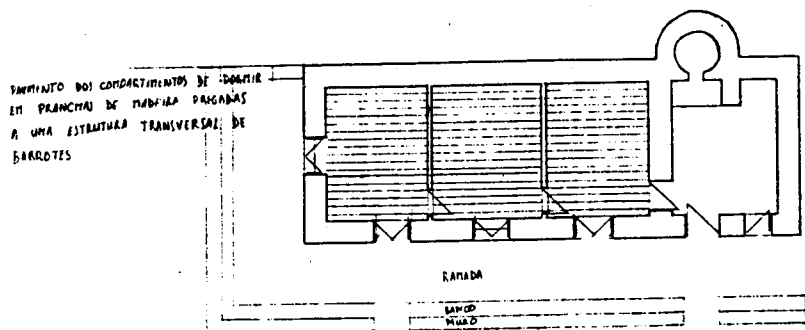 PAVIMENTO DOS COMPARTIMENTOS DE DORMIR
EM PRANCHAS DE MADEIRA PREGADAS
A UMA ESTRUTURA TRANSVERSAL DE
BARROTES
RAMADA
BANCO
MURO